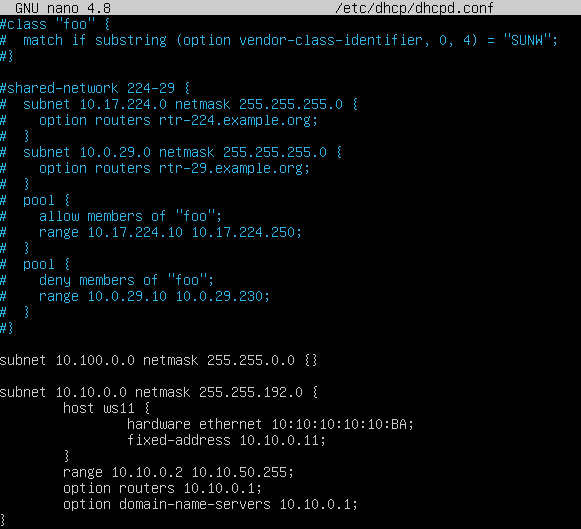 GNU nano 4.8 /etc/dhcp/dhcpd.conf
#class "foo" {
#  match if substring (option vendor-class-identifier, 0, 4) = "SUNW";
#}
#shared-network 224-29 {
#  subnet 10.17.224.0 netmask 255.255.255.0 {
#    option routers rtr-224.example.org;
#  }
#  subnet 10.0.29.0 netmask 255.255.255.0 {
#    option routers rtr-29.example.org;
#  }
#  pool {
#    allow members of "foo";
#    range 10.17.224.10 10.17.224.250;
#  }
#  pool {
#    deny members of "foo";
#    range 10.0.29.10 10.0.29.230;
#  }
#}
subnet 10.100.0.0 netmask 255.255.0.0 {}
subnet 10.10.0.0 netmask 255.255.192.0 {
        host ws11 {
                hardware ethernet 10:10:10:10:10:BA;
                fixed-address 10.10.0.11;
        }
        range 10.10.0.2 10.10.50.255;
        option routers 10.10.0.1;
        option domain-name-servers 10.10.0.1;
}